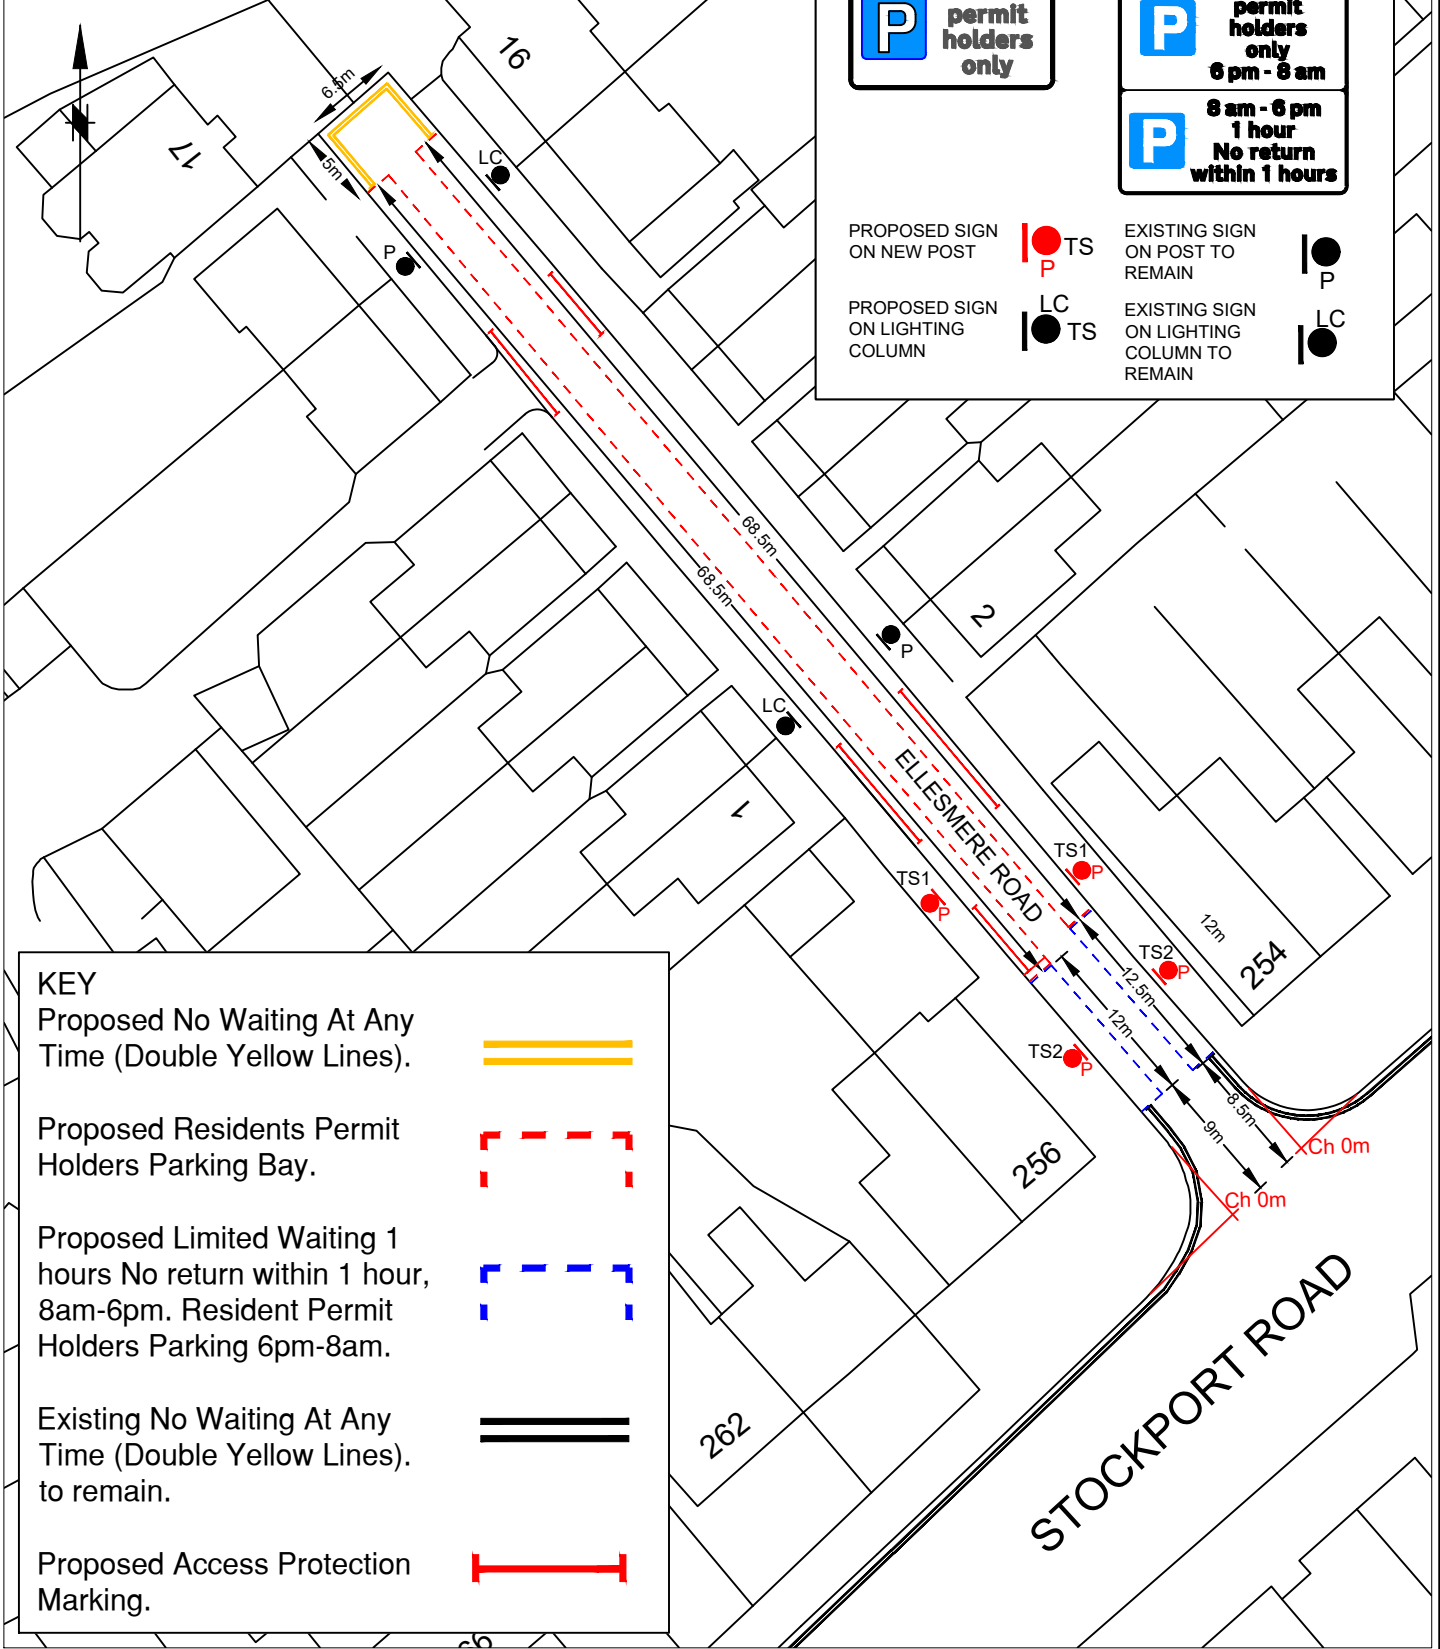 P
permit
holders
only
P
permit
holders
only
6 pm - 8 am
P
8 am - 6 pm
1 hour
No return
within 1 hours
PROPOSED SIGN
ON NEW POST
TS
P
EXISTING SIGN
ON POST TO
REMAIN
P
PROPOSED SIGN
ON LIGHTING
COLUMN
LC
TS
EXISTING SIGN
ON LIGHTING
COLUMN TO
REMAIN
LC
16
6.5m
17
5m
LC
P
68.5m
68.5m
2
P
LC
1
ELLESMERE ROAD
TS1
P
TS1
P
12m
254
TS2
P
12.5m
12m
TS2
P
8.5m
9m
Ch 0m
Ch 0m
256
262
STOCKPORT ROAD
KEY
Proposed No Waiting At Any
Time (Double Yellow Lines).
Proposed Residents Permit
Holders Parking Bay.
Proposed Limited Waiting 1
hours No return within 1 hour,
8am-6pm. Resident Permit
Holders Parking 6pm-8am.
Existing No Waiting At Any
Time (Double Yellow Lines).
to remain.
Proposed Access Protection
Marking.